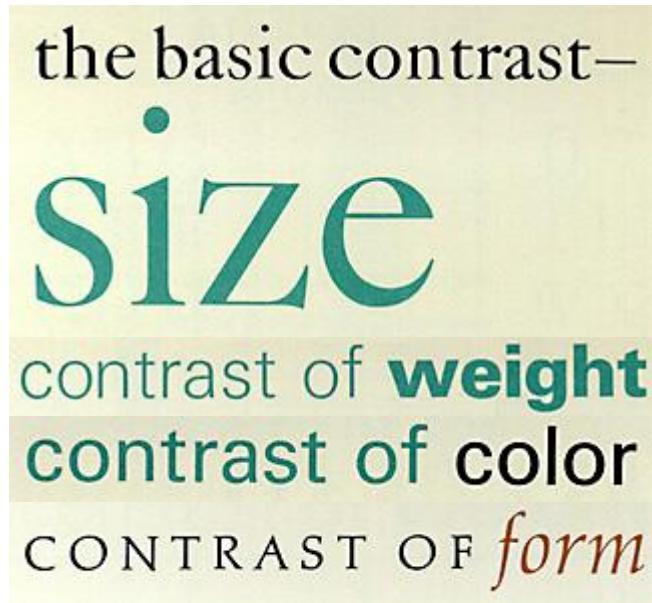 the basic contrast—
size
contrast of weight
contrast of color
CONTRAST OF form